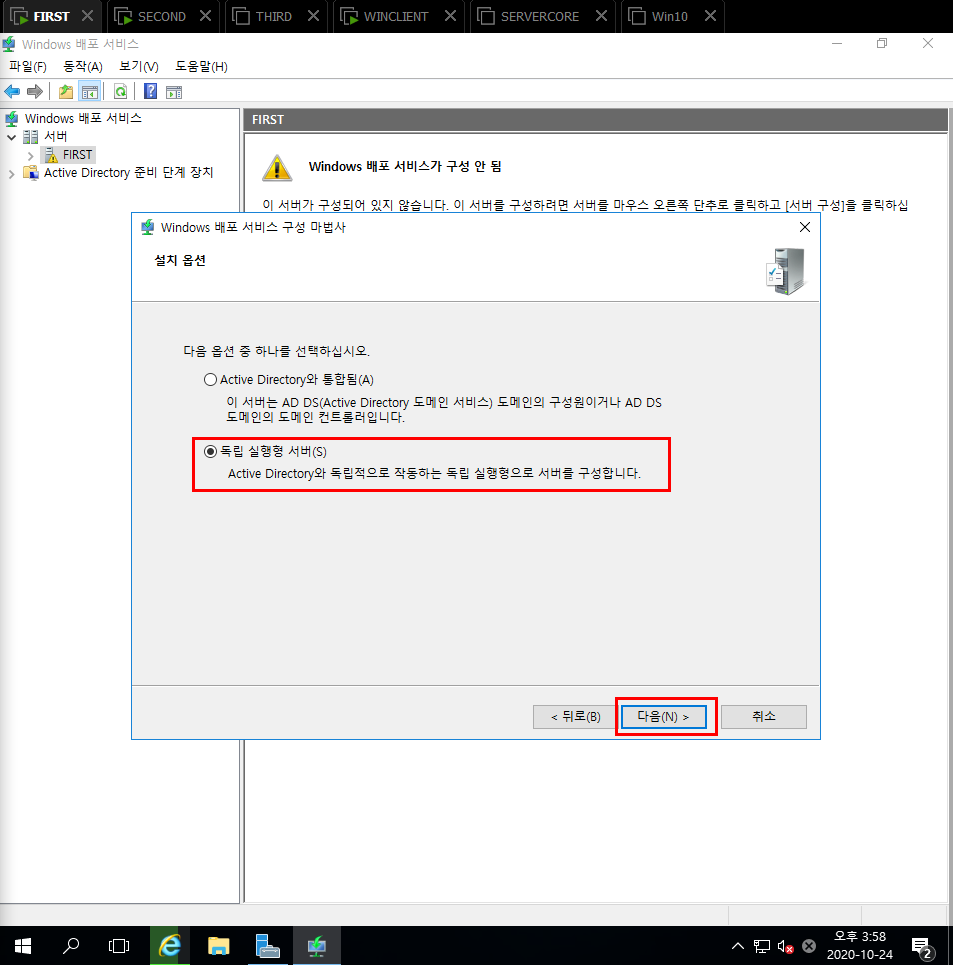 FIRST
SECOND
THIRD
WINCLIENT
SERVERCORE
Win10
Windows 배포 서비스
파일(F) 동작(A) 보기(V) 도움말(H)
Windows 배포 서비스
서버
FIRST
Active Directory 준비 단계 장치
FIRST
Windows 배포 서비스가 구성 안 됨
이 서버가 구성되어 있지 않습니다. 이 서버를 구성하려면 서버를 마우스 오른쪽 단추로 클릭하고 [서버 구성]을 클릭하십
Windows 배포 서비스 구성 마법사
설치 옵션
다음 옵션 중 하나를 선택하십시오.
Active Directory와 통합됨(A)
이 서버는 AD DS(Active Directory 도메인 서비스) 도메인의 구성원이거나 AD DS
도메인의 도메인 컨트롤러입니다.
독립 실행형 서버(S)
Active Directory와 독립적으로 작동하는 독립 실행형으로 서버를 구성합니다.
< 뒤로(B) 다음(N) > 취소
오후 3:58
2020-10-24
2